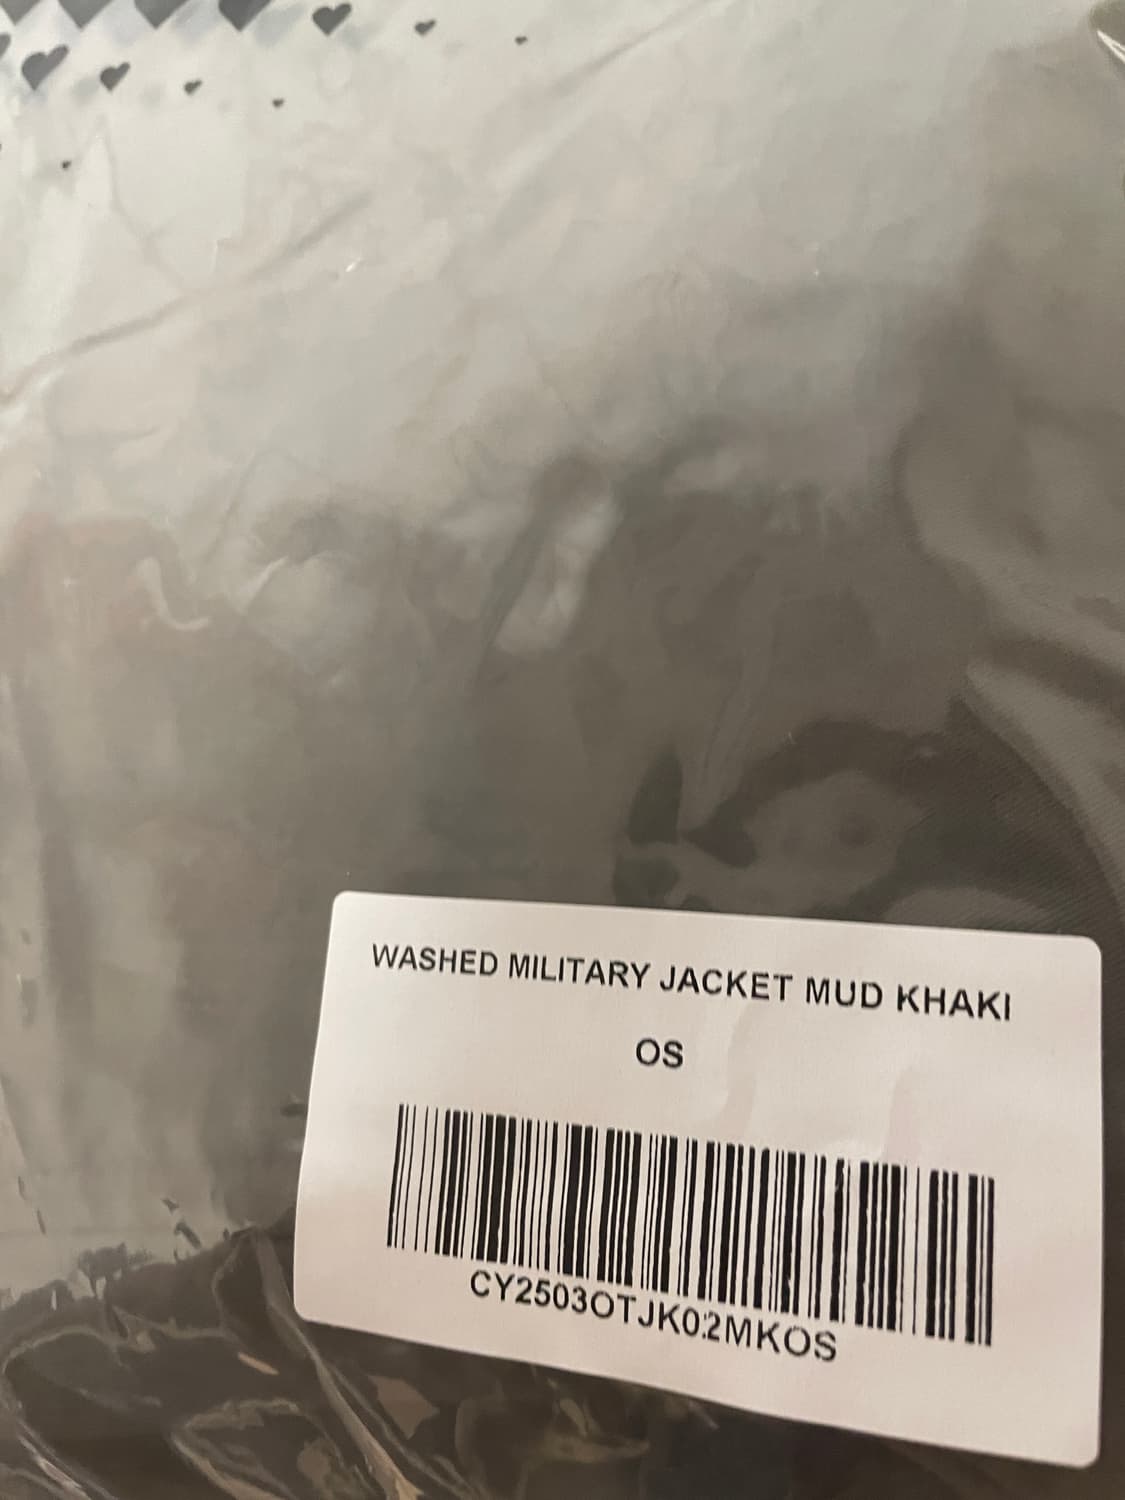 WASHED MILITARY JACKET MUD KHAKI
OS
CY2503OTJK02MKOS